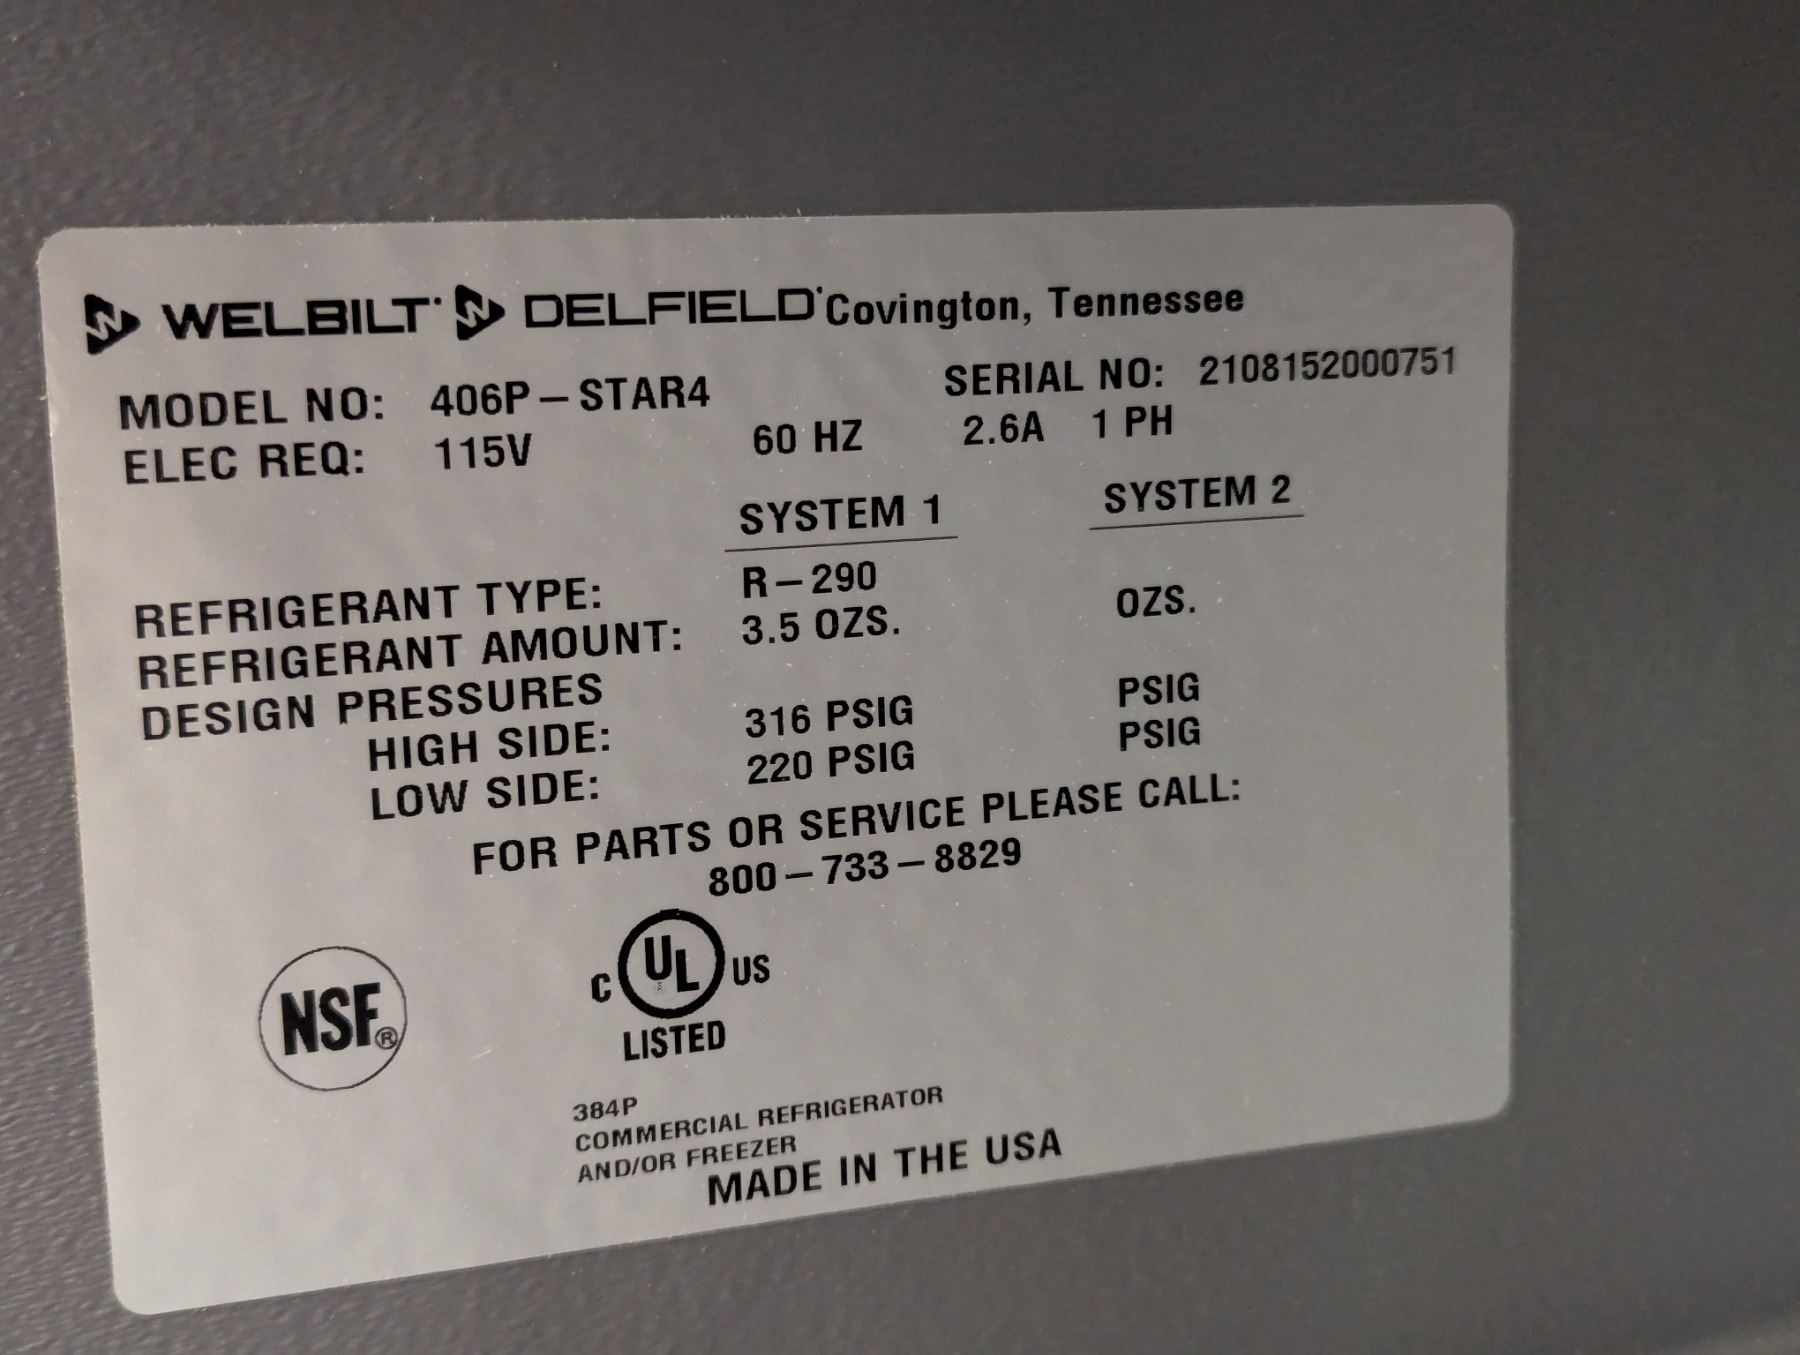 WELBILT DELFIELD Covington, Tennessee
MODEL NO: 406P-STAR4 SERIAL NO: 2108152000751
ELEC REQ: 115V 60 HZ 2.6A 1 PH
SYSTEM 1 SYSTEM 2
REFRIGERANT TYPE: R-290
REFRIGERANT AMOUNT: 3.5 OZS. OZS.
DESIGN PRESSURES
HIGH SIDE: 316 PSIG PSIG
LOW SIDE: 220 PSIG PSIG
FOR PARTS OR SERVICE PLEASE CALL:
800-733-8829
NSF®
C UL US
LISTED
384P
COMMERCIAL REFRIGERATOR
AND/OR FREEZER
MADE IN THE USA